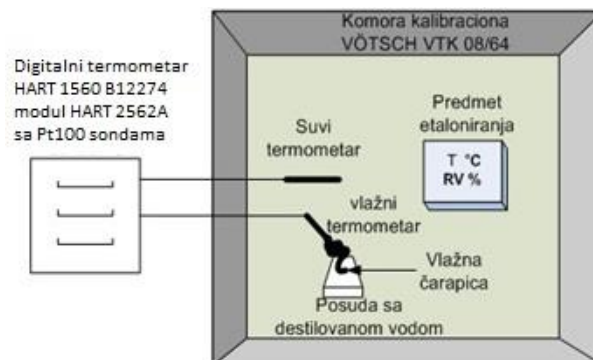 Komora kalibraciona
VÖTSCH VTK 08/64
Digitalni termometar
HART 1560 B12274
modul HART 2562A
sa Pt100 sondama
Suvi
termometar
Predmet
etaloniranja
T °C
RV %
vlažni
termometar
Vlažna
čarapica
Posuda sa
destilovanom vodom